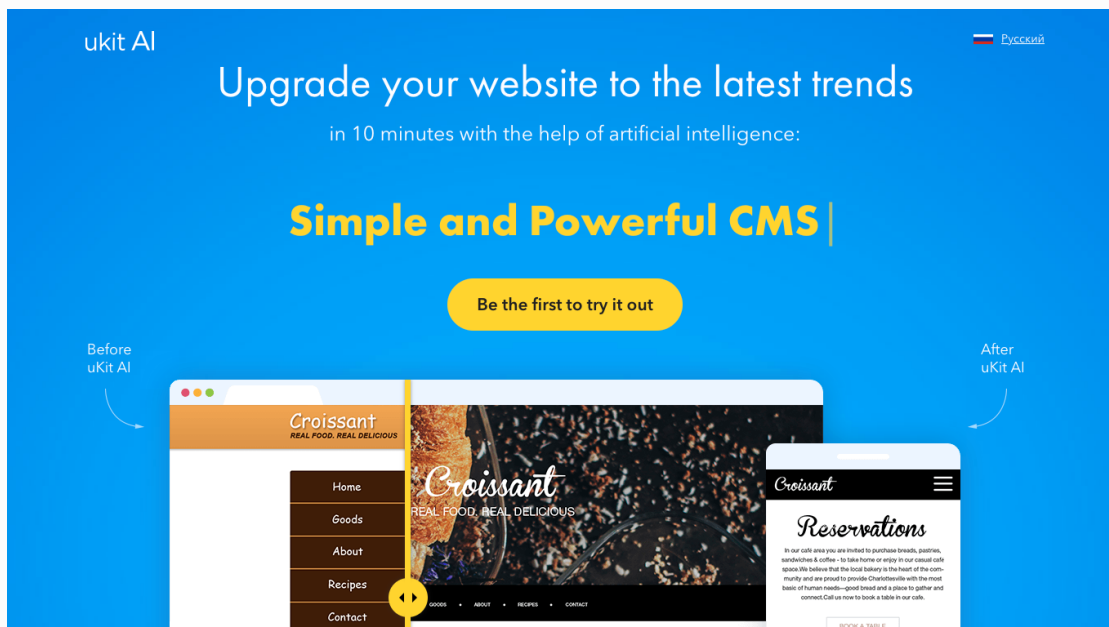 ukit AI
Русский
Upgrade your website to the latest trends
in 10 minutes with the help of artificial intelligence:
Simple and Powerful CMS
Be the first to try it out
Before
uKit AI
After
uKit AI
Croissant
REAL FOOD. REAL DELICIOUS
Home
Goods
About
Recipes
Contact
Croissant
REAL FOOD. REAL DELICIOUS
GOODS
ABOUT
RECIPES
CONTACT
Croissant
Reservations
In our café area you are invited to purchase breads, pastries,
sandwiches & coffee - to take home or enjoy in our casual cafe
space.We believe that the local bakery is the heart of the com-
munity and are proud to provide Charlottesville with the most
basic of human needs—good bread and a place to gather and
connect.Call us now to book a table in our cafe.
BOOK A TABLE